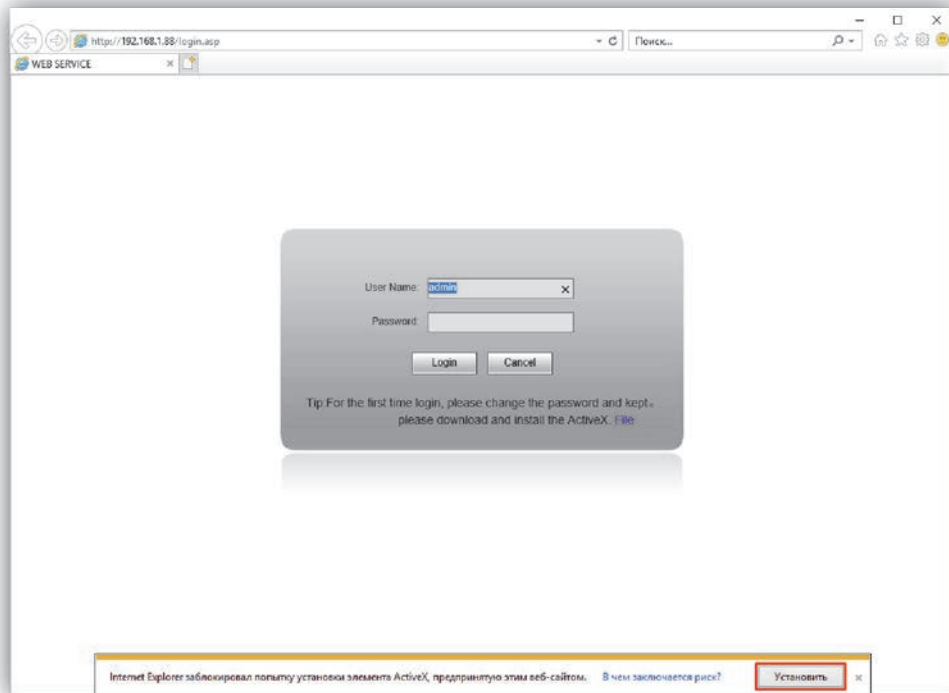 http://192.168.1.88/login.asp
Поиск...
WEB SERVICE
User Name: admin
Password:
Login Cancel
Tip:For the first time login, please change the password and kept。
please download and install the ActiveX. File
Internet Explorer заблокировал попытку установки элемента ActiveX, предпринятую этим веб-сайтом. В чем заключается риск? Установить